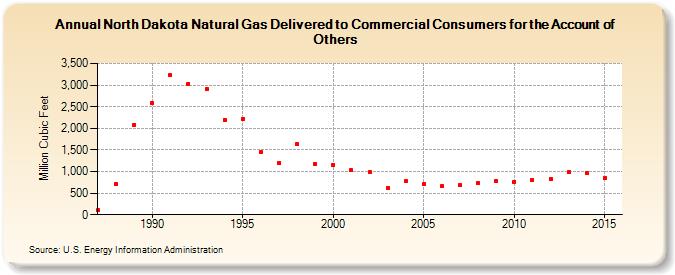 Annual North Dakota Natural Gas Delivered to Commercial Consumers for the Account of
Others
Million Cubic Feet
3,500
3,000
2,500
2,000
1,500
1,000
500
0
1990 1995 2000 2005 2010 2015
Source: U.S. Energy Information Administration